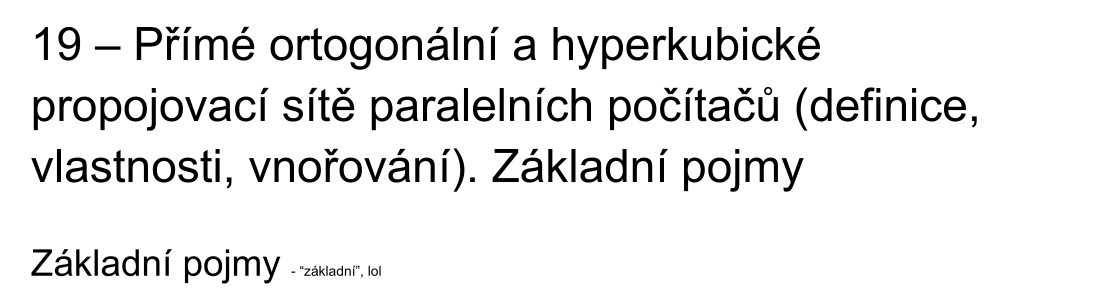 19 – Přímé ortogonální a hyperkubické
propojovací sítě paralelních počítačů (definice,
vlastnosti, vnořování). Základní pojmy
Základní pojmy - “základní”, lol